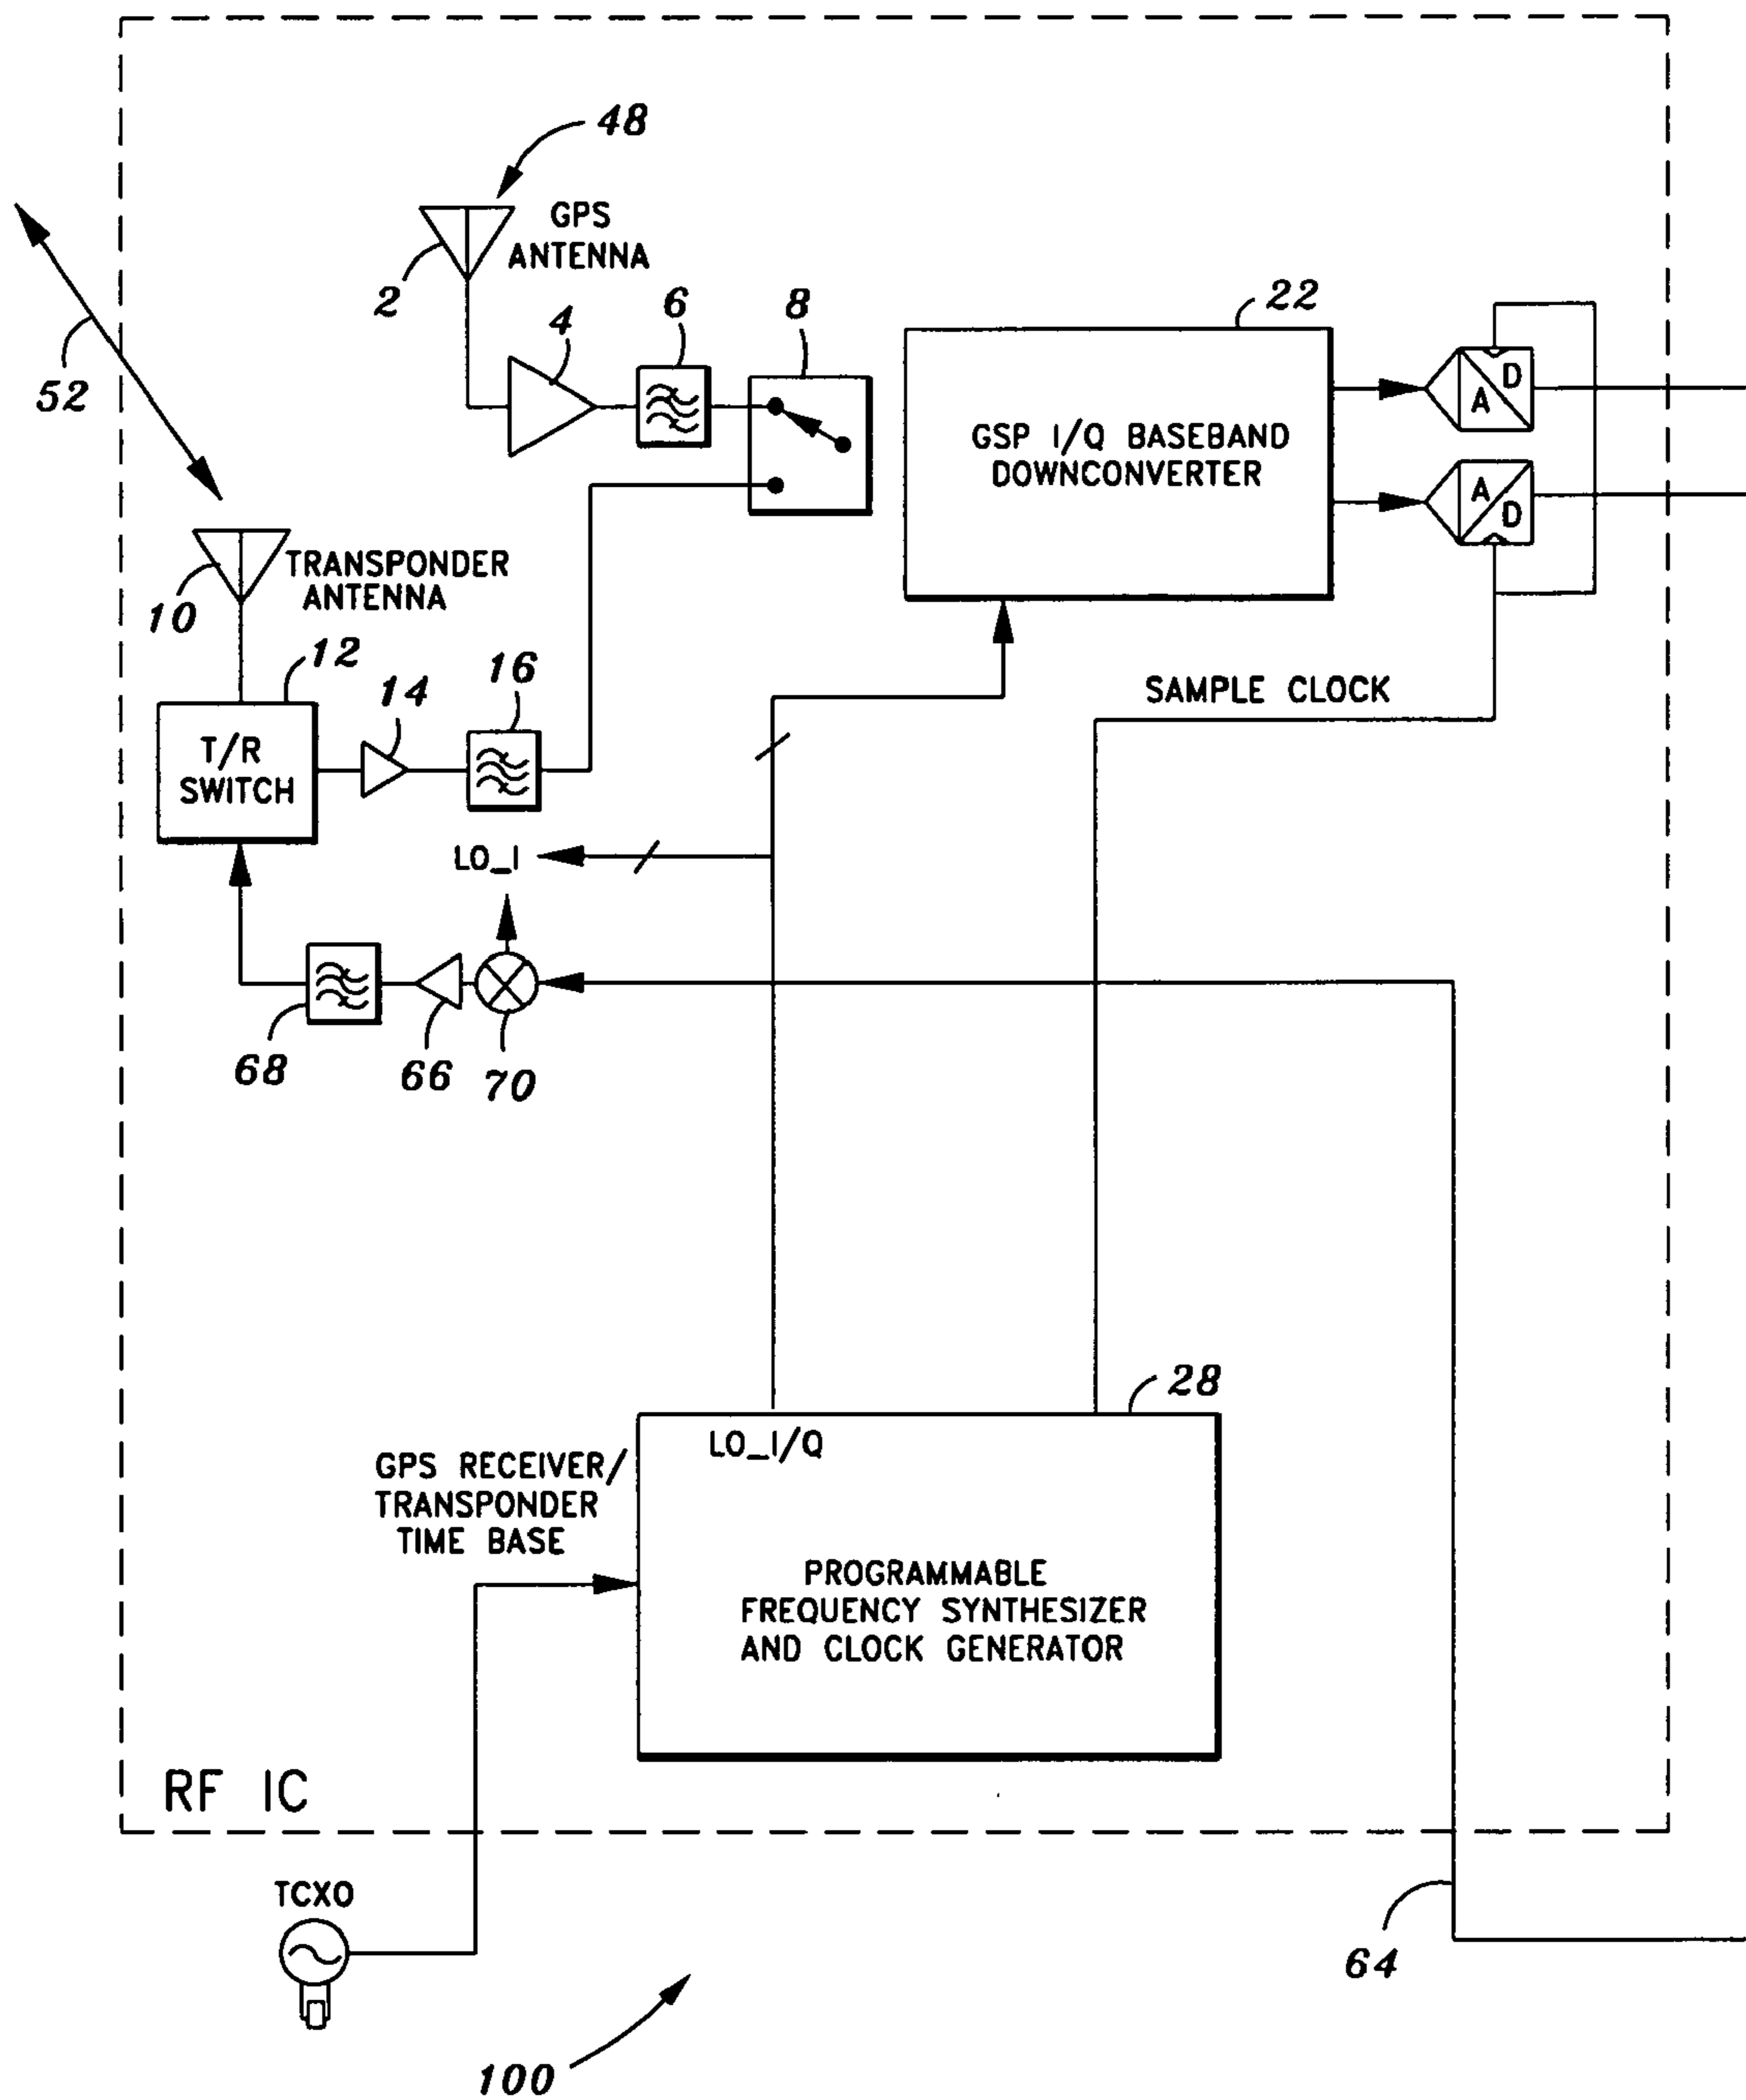 48
GPS
ANTENNA
2
4
6
8
22
52
GSP I/Q BASEBAND
DOWNCONVERTER
D
A
A
D
TRANSPONDER
ANTENNA
10
12
14
16
SAMPLE CLOCK
T/R
SWITCH
LO_I
68
66
70
28
LO_I/Q
GPS RECEIVER/
TRANSPONDER
TIME BASE
PROGRAMMABLE
FREQUENCY SYNTHESIZER
AND CLOCK GENERATOR
RF IC
TCXO
64
100